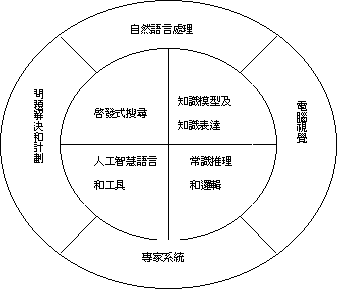 自然語言處理
問題解決和計劃
啓發式搜尋
知識模型及
知識表達
電腦視覺
人工智慧語言
和工具
常識推理
和邏輯
專家系統